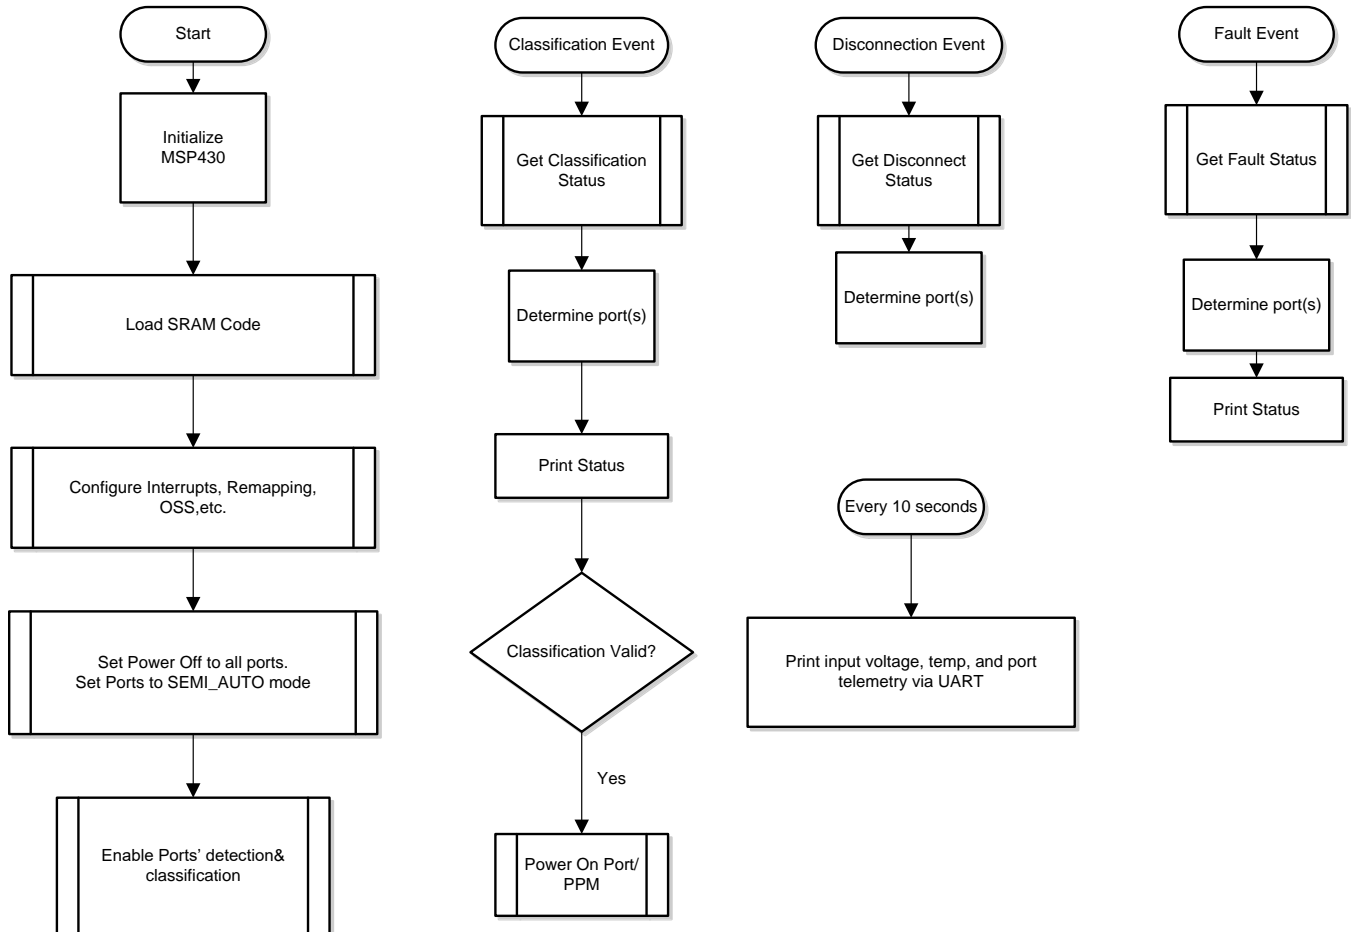 Start
Initialize
MSP430
Load SRAM Code
Configure Interrupts, Remapping,
OSS,etc.
Set Power Off to all ports.
Set Ports to SEMI_AUTO mode
Enable Ports’ detection&
classification
Classification Event
Get Classification
Status
Determine port(s)
Print Status
Classification Valid?
Yes
Power On Port/
PPM
Disconnection Event
Get Disconnect
Status
Determine port(s)
Every 10 seconds
Print input voltage, temp, and port
telemetry via UART
Fault Event
Get Fault Status
Determine port(s)
Print Status